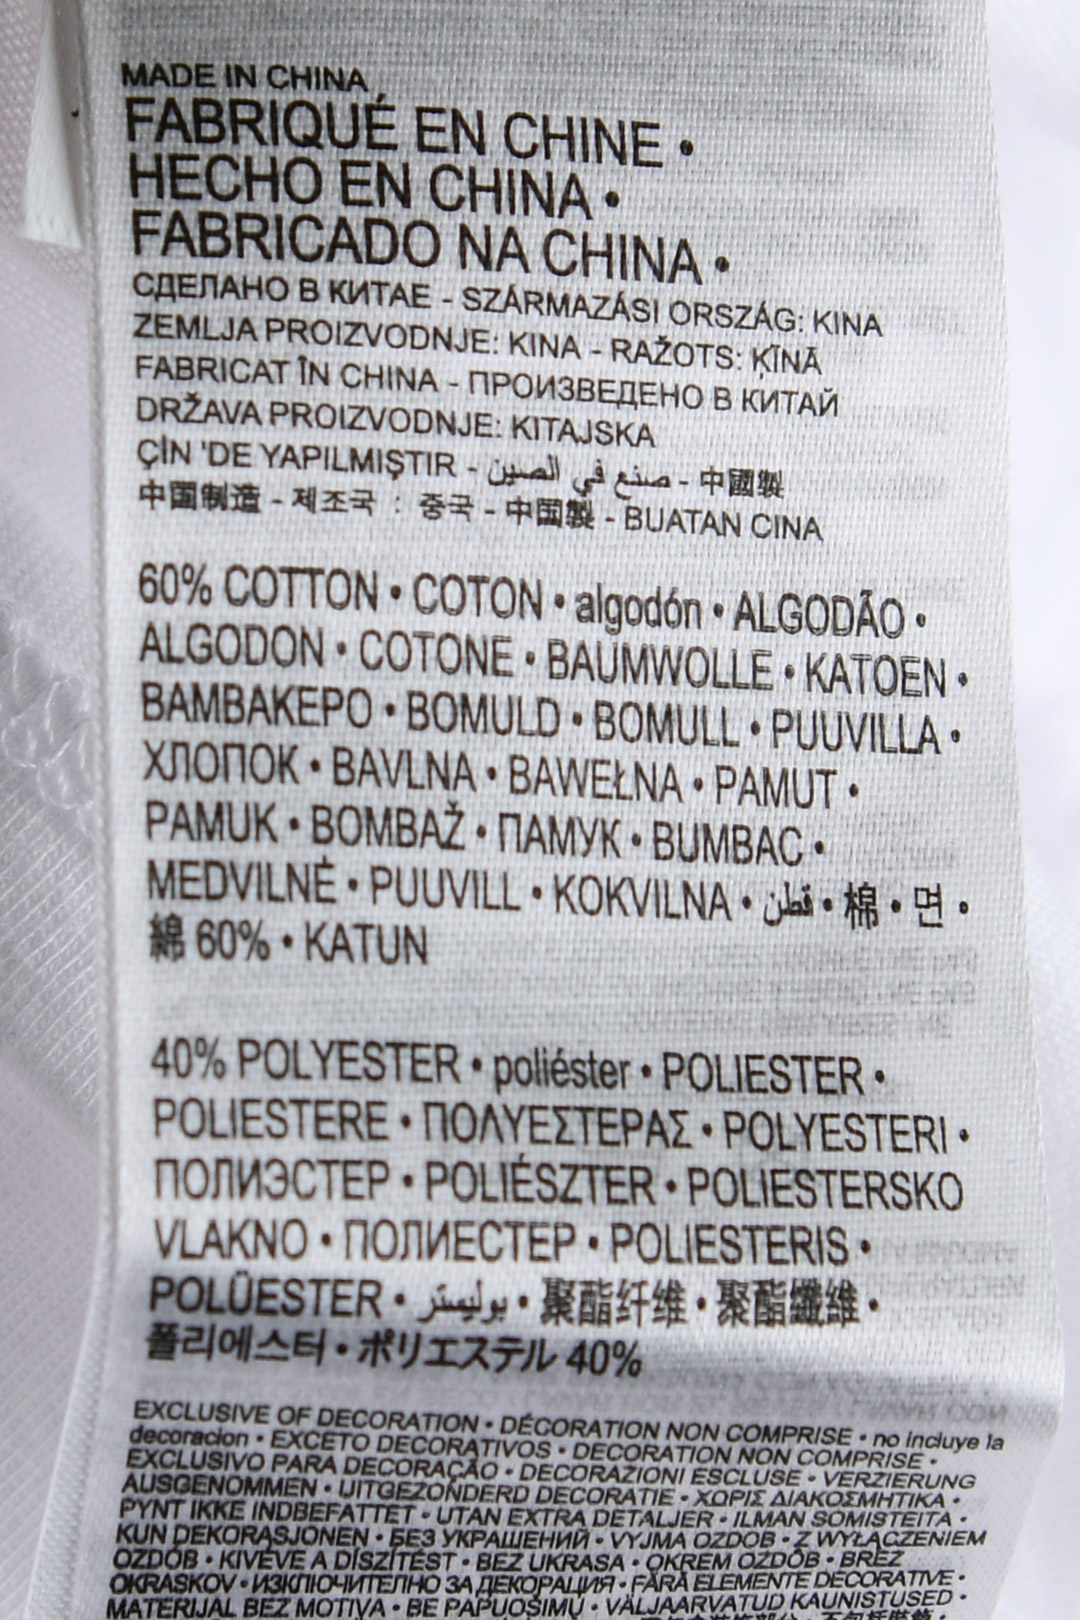 MADE IN CHINA
FABRIQUÉ EN CHINE •
HECHO EN CHINA •
FABRICADO NA CHINA •
СДЕЛАНО В КИТАЕ - SZÁRMAZÁSI ORSZÁG: KINA
ZEMLJA PROIZVODNJE: KINA - RAŽOTS: ĶĪNĀ
FABRICAT ÎN CHINA - ПРОИЗВЕДЕНО В КИТАЙ
DRŽAVA PROIZVODNJE: KITAJSKA
ÇİN 'DE YAPILMIŞTIR - صنع في الصين - 中國製
中国制造 - 제조국 : 중국 - 中国製 - BUATAN CINA
60% COTTON • COTON • algodón • ALGODÃO •
ALGODON • COTONE • BAUMWOLLE • KATOEN •
ΒΑΜΒΑΚΕΡΟ • BOMULD • BOMULL • PUUVILLA •
ХЛОПОК • BAVLNA • BAWEŁNA • PAMUT •
PAMUK • BOMBAŽ • ПАМУК • BUMBAC •
MEDVILNĖ • PUUVILL • KOKVILNA • قطن • 棉 • 면 •
綿 60% • KATUN
40% POLYESTER • poliéster • POLIESTER •
POLIESTERE • ΠΟΛΥΕΣΤΕΡΑΣ • POLYESTERI •
ПОЛИЭСТЕР • POLIÉSZTER • POLIESTERSKO
VLAKNO • ПОЛИЕСТЕР • POLIESTERIS •
POLÜESTER • بوليستر • 聚酯纤维 • 聚酯纖維 •
폴리에스터 • ポリエステル 40%
EXCLUSIVE OF DECORATION • DÉCORATION NON COMPRISE • no incluye la
decoracion • EXCETO DECORATIVOS • DECORATION NON COMPRISE •
EXCLUSIVO PARA DECORAÇÃO • DECORAZIONI ESCLUSE • VERZIERUNG
AUSGENOMMEN • UITGEZONDERD DECORATIE • ΧΩΡΙΣ ΔΙΑΚΟΣΜΗΤΙΚΑ •
PYNT IKKE INDBEFATTET • UTAN EXTRA DETALJER • ILMAN SOMISTEITA •
KUN DEKORASJONEN • БЕЗ УКРАШЕНИЙ • VYJMA OZDOB • Z WYŁĄCZENIEM
OZDÓB • KIVÉVE A DÍSZÍTÉST • BEZ UKRASA • OKREM OZDÔB • BREZ
OKRASKOV • ИЗКЛЮЧИТЕЛНО ЗА ДЕКОРАЦИЯ • FĂRĂ ELEMENTE DECORATIVE •
MATERIJAL BEZ MOTIVA • BE PAPUOŠIMŲ • VÄLJAARVATUD KAUNISTUSED •